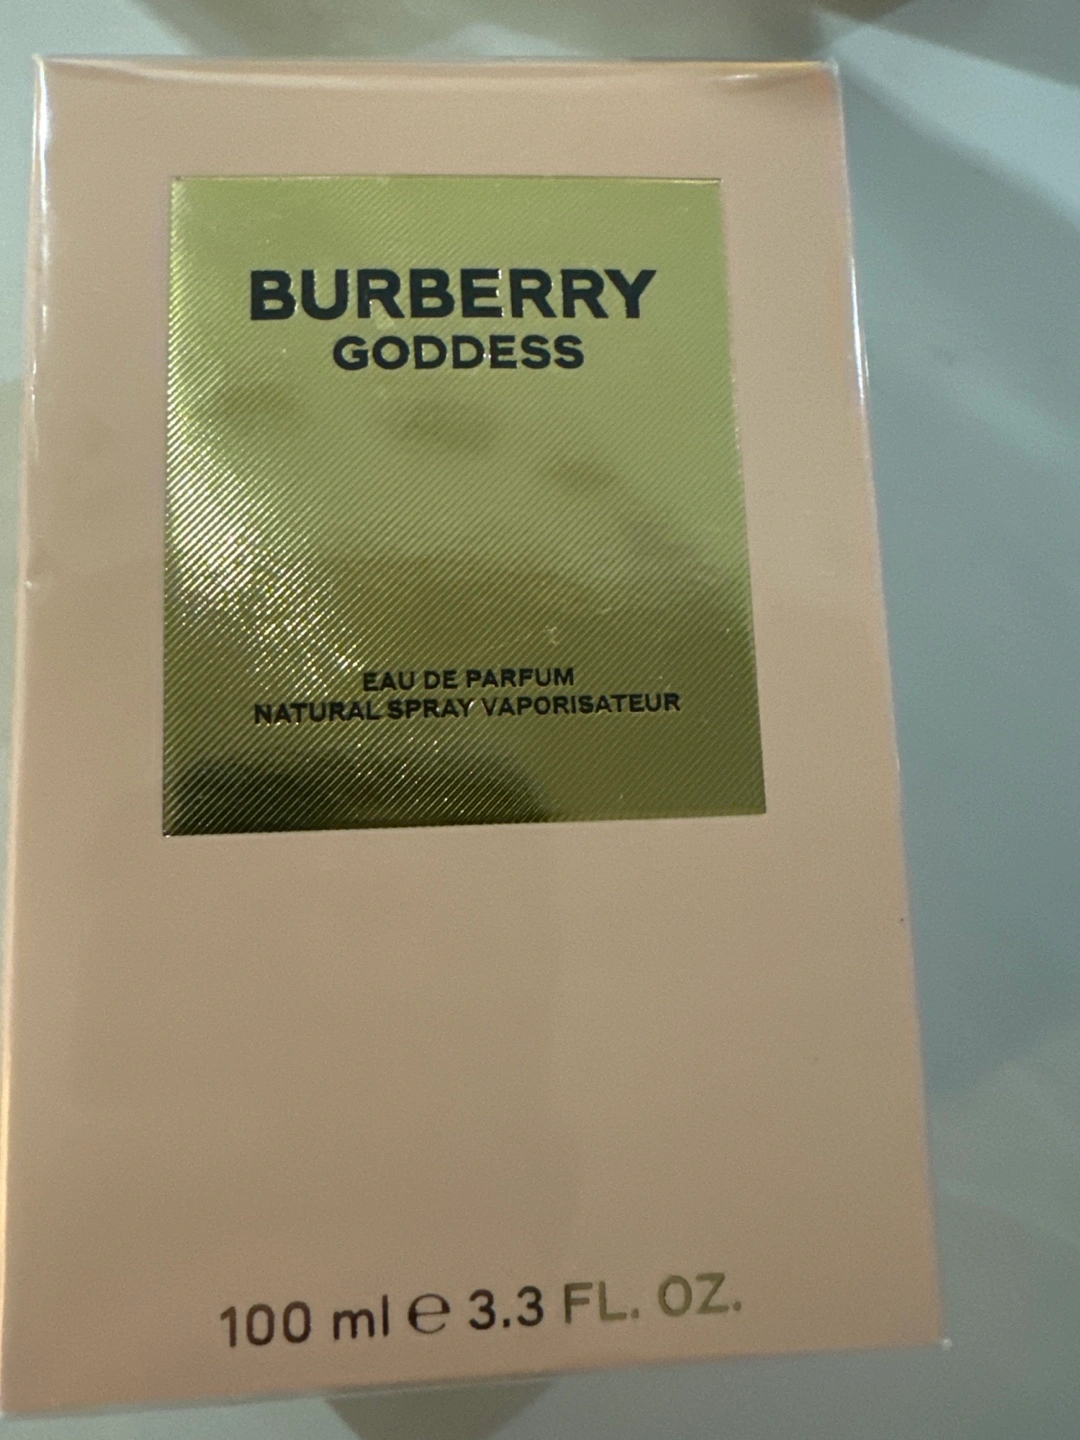 BURBERRY
GODDESS
EAU DE PARFUM
NATURAL SPRAY VAPORISATEUR
100 ml ℮ 3.3 FL. OZ.